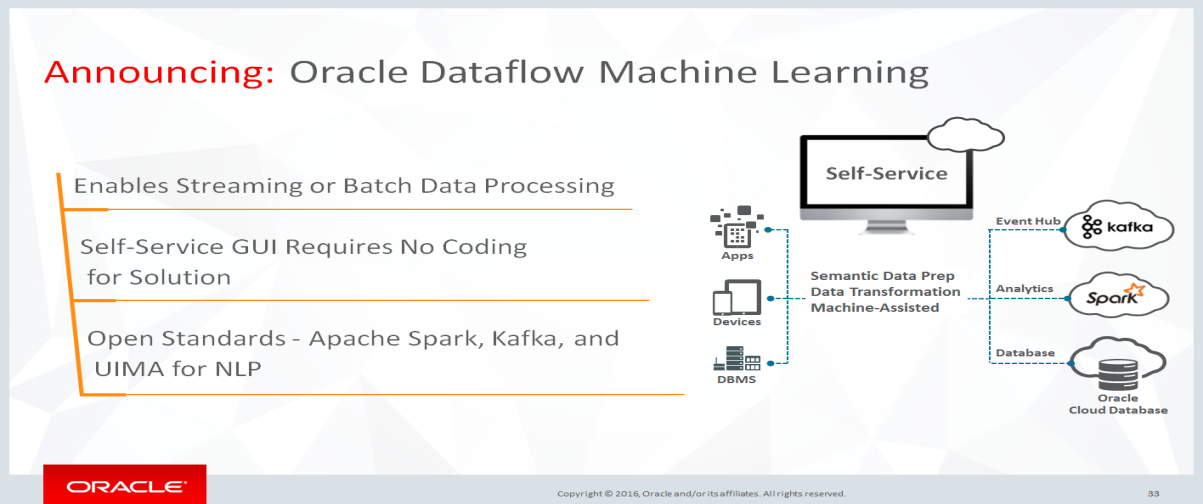 Announcing: Oracle Dataflow Machine Learning
Enables Streaming or Batch Data Processing
Self-Service GUI Requires No Coding
for Solution
Open Standards - Apache Spark, Kafka, and
UIMA for NLP
Self-Service
Apps
Devices
DBMS
Semantic Data Prep
Data Transformation
Machine-Assisted
Event Hub
kafka
Analytics
Spark
Database
Oracle
Cloud Database
ORACLE
Copyright © 2016, Oracle and/or its affiliates. All rights reserved.
33